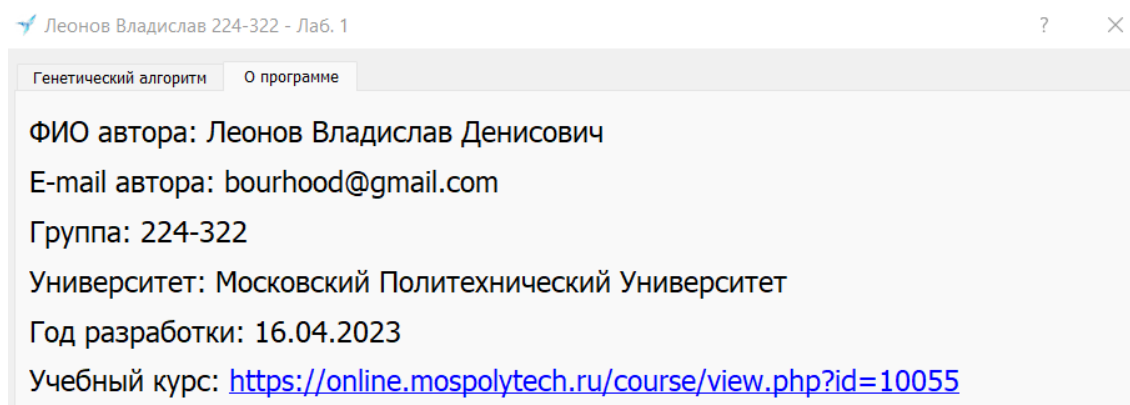 Леонов Владислав 224-322 - Лаб. 1 ?
Генетический алгоритм О программе
ФИО автора: Леонов Владислав Денисович
E-mail автора: bourhood@gmail.com
Группа: 224-322
Университет: Московский Политехнический Университет
Год разработки: 16.04.2023
Учебный курс: https://online.mospolytech.ru/course/view.php?id=10055